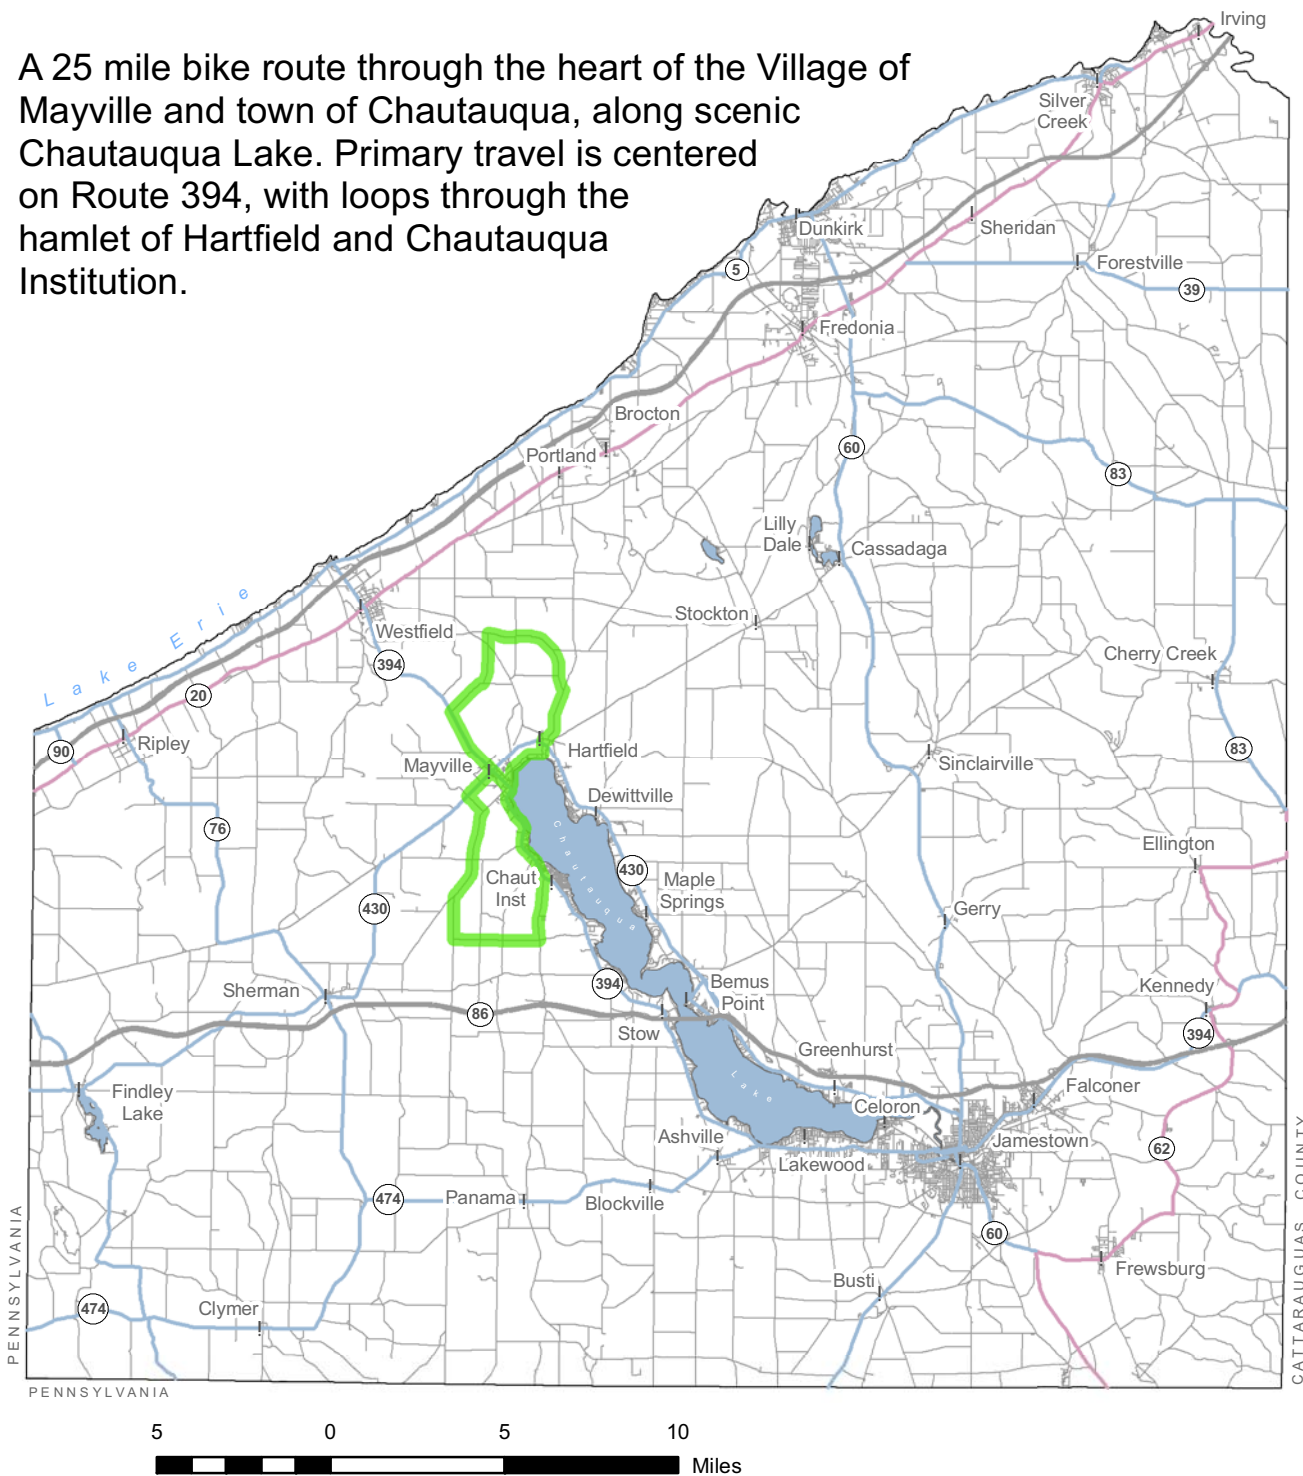 A 25 mile bike route through the heart of the Village of
Mayville and town of Chautauqua, along scenic
Chautauqua Lake. Primary travel is centered
on Route 394, with loops through the
hamlet of Hartfield and Chautauqua
Institution.
Irving
Silver
Creek
Dunkirk
Sheridan
Forestville
5
39
Fredonia
Brocton
60
Portland
83
Lilly
Dale
Cassadaga
Lake Erie
Stockton
Westfield
394
Cherry Creek
20
Ripley
90
Hartfield
83
Mayville
Sinclairville
Dewittville
76
Chautauqua
Ellington
430
Chaut
Inst
Maple
Springs
430
Gerry
Sherman
394
Bemus
Point
Kennedy
86
Stow
394
Greenhurst
Lake
Falconer
Findley
Lake
Celoron
Ashville
Jamestown
Lakewood
62
474
Panama
Blockville
60
Frewsburg
Busti
474
Clymer
PENNSYLVANIA
CATTARAUGUAS COUNTY
PENNSYLVANIA
5 0 5 10
Miles